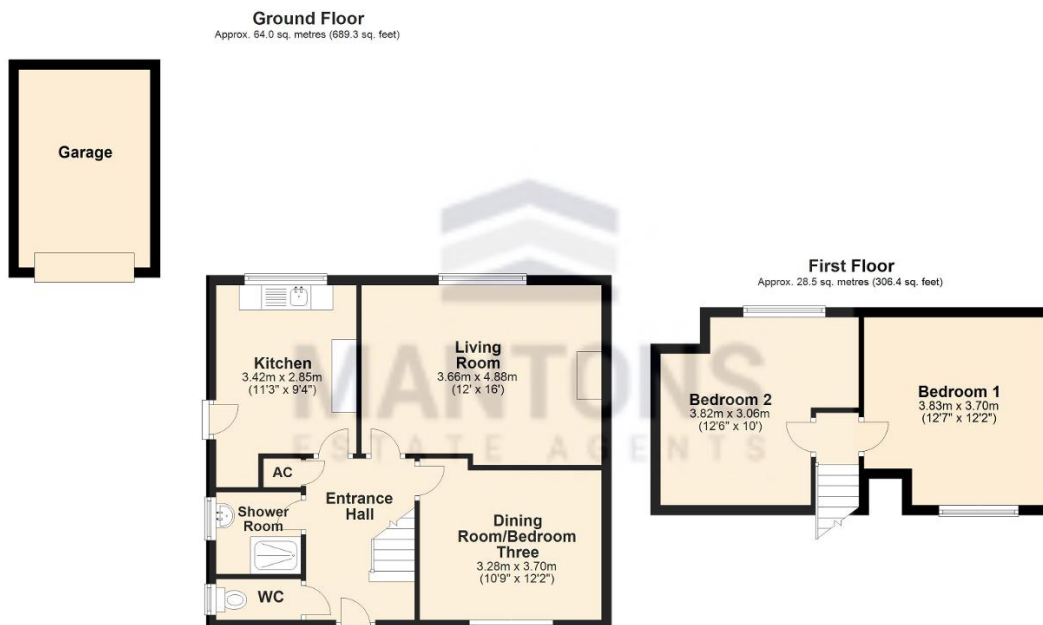 Ground Floor
Approx. 64.0 sq. metres (689.3 sq. feet)
Garage
Kitchen
3.42m x 2.85m
(11'3" x 9'4")
Living
Room
3.66m x 4.88m
(12' x 16')
AC
Shower
Room
Entrance
Hall
WC
Dining
Room/Bedroom
Three
3.28m x 3.70m
(10'9" x 12'2")
First Floor
Approx. 28.5 sq. metres (306.4 sq. feet)
Bedroom 2
3.82m x 3.06m
(12'6" x 10')
Bedroom 1
3.83m x 3.70m
(12'7" x 12'2")
MANTONS
ESTATE AGENTS